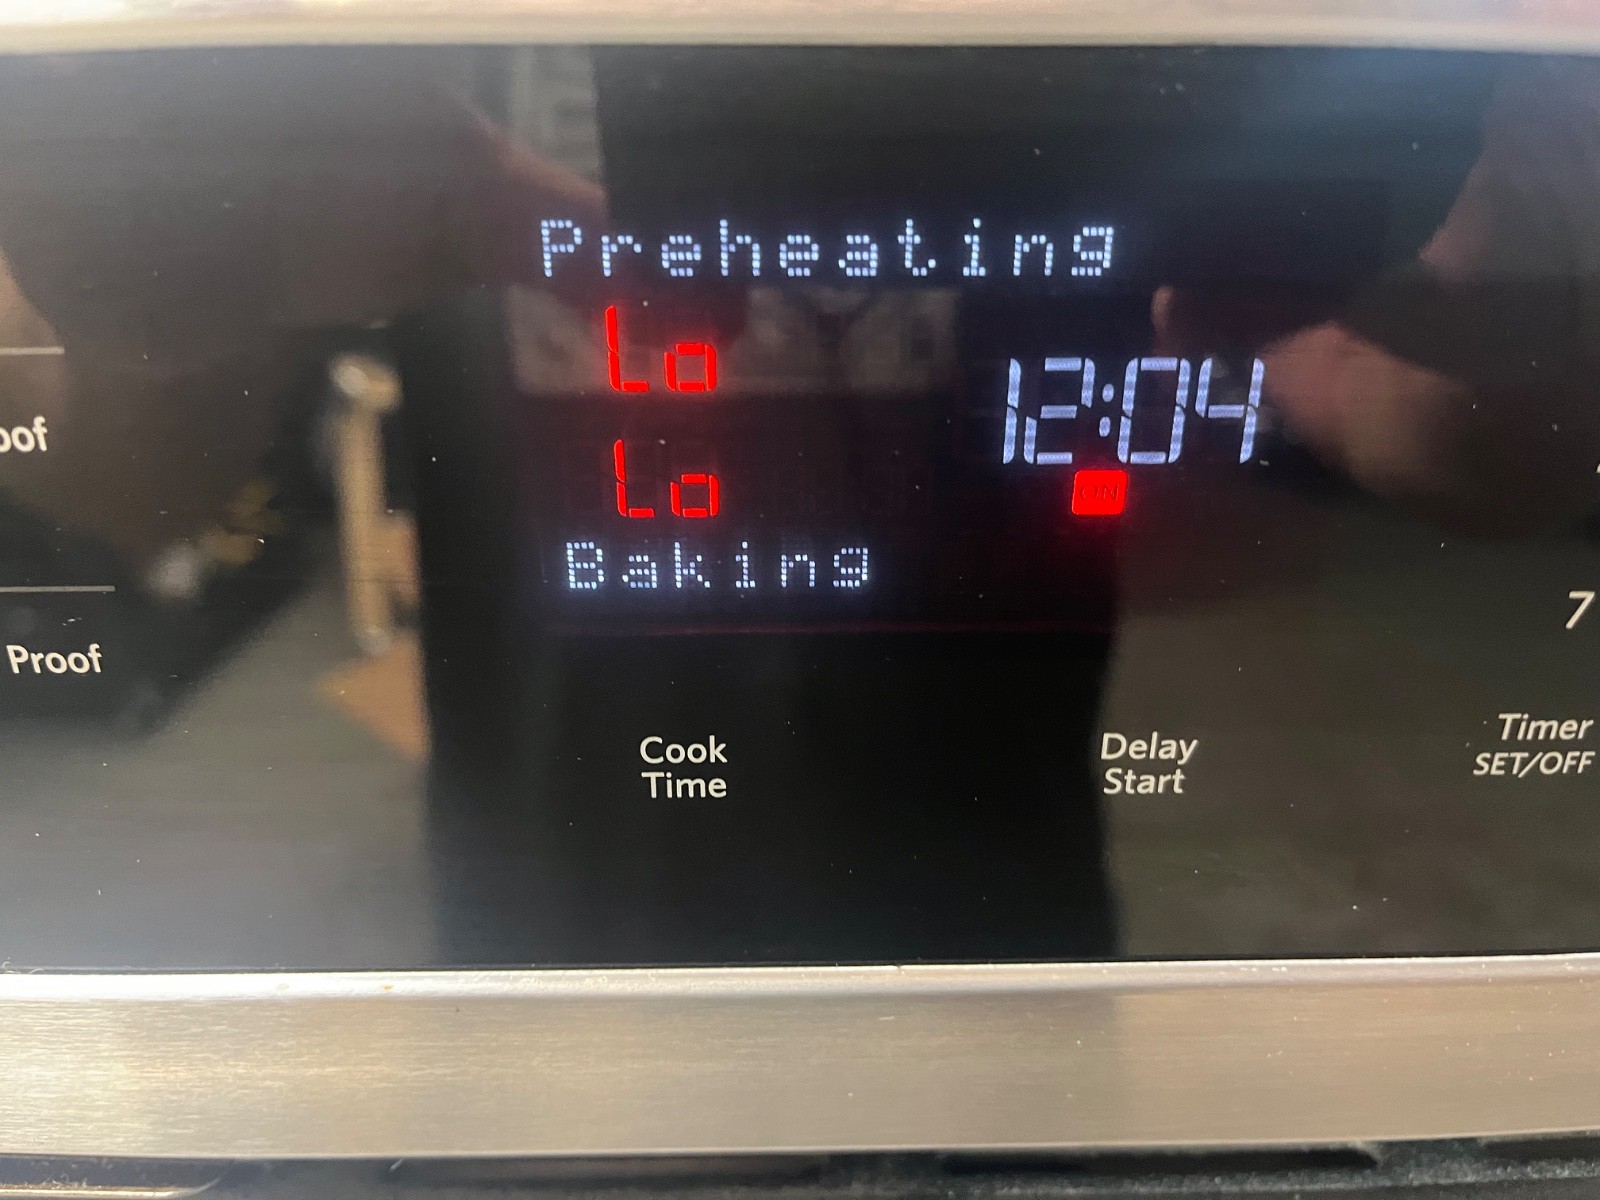 Preheating
Lo
12:04
Lo
ON
Baking
oof
Proof
7
Cook
Time
Delay
Start
Timer
SET/OFF